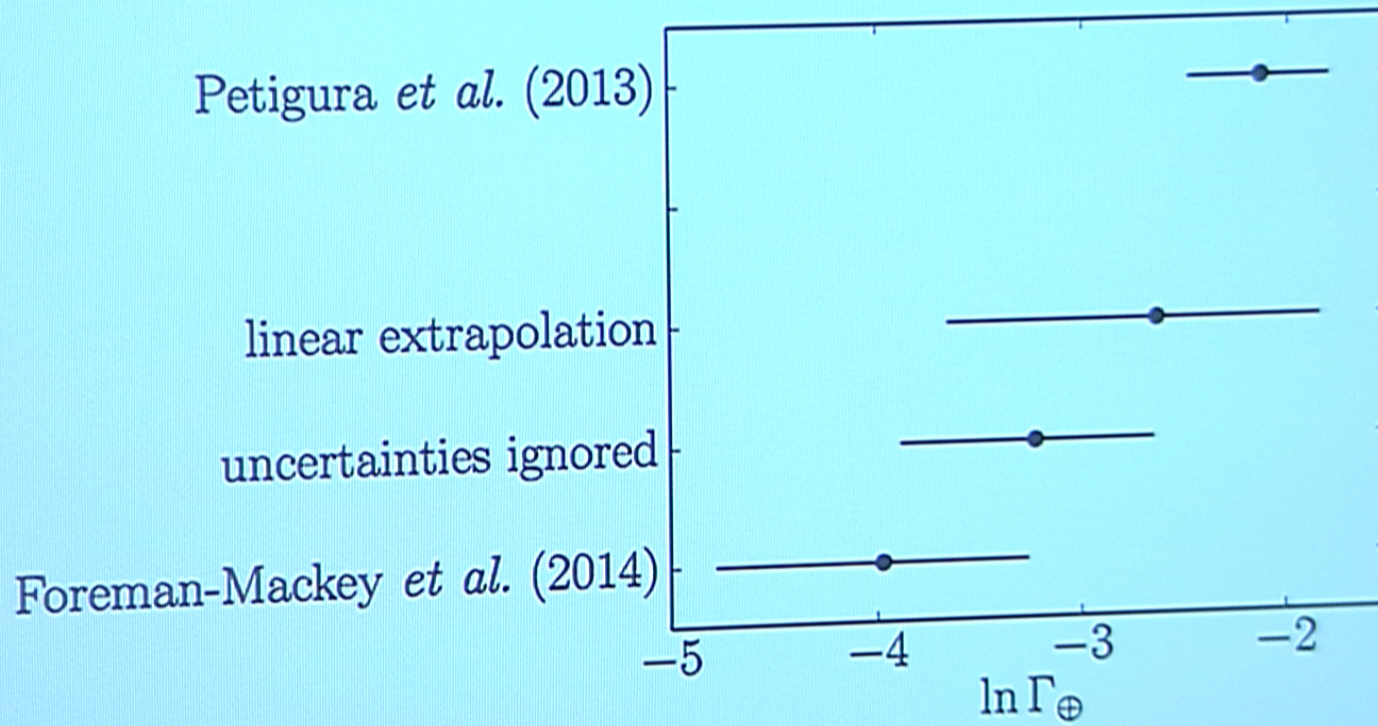 Petigura et al. (2013)
linear extrapolation
uncertainties ignored
Foreman-Mackey et al. (2014)
−5 −4 −3 −2
ln Γ⊕